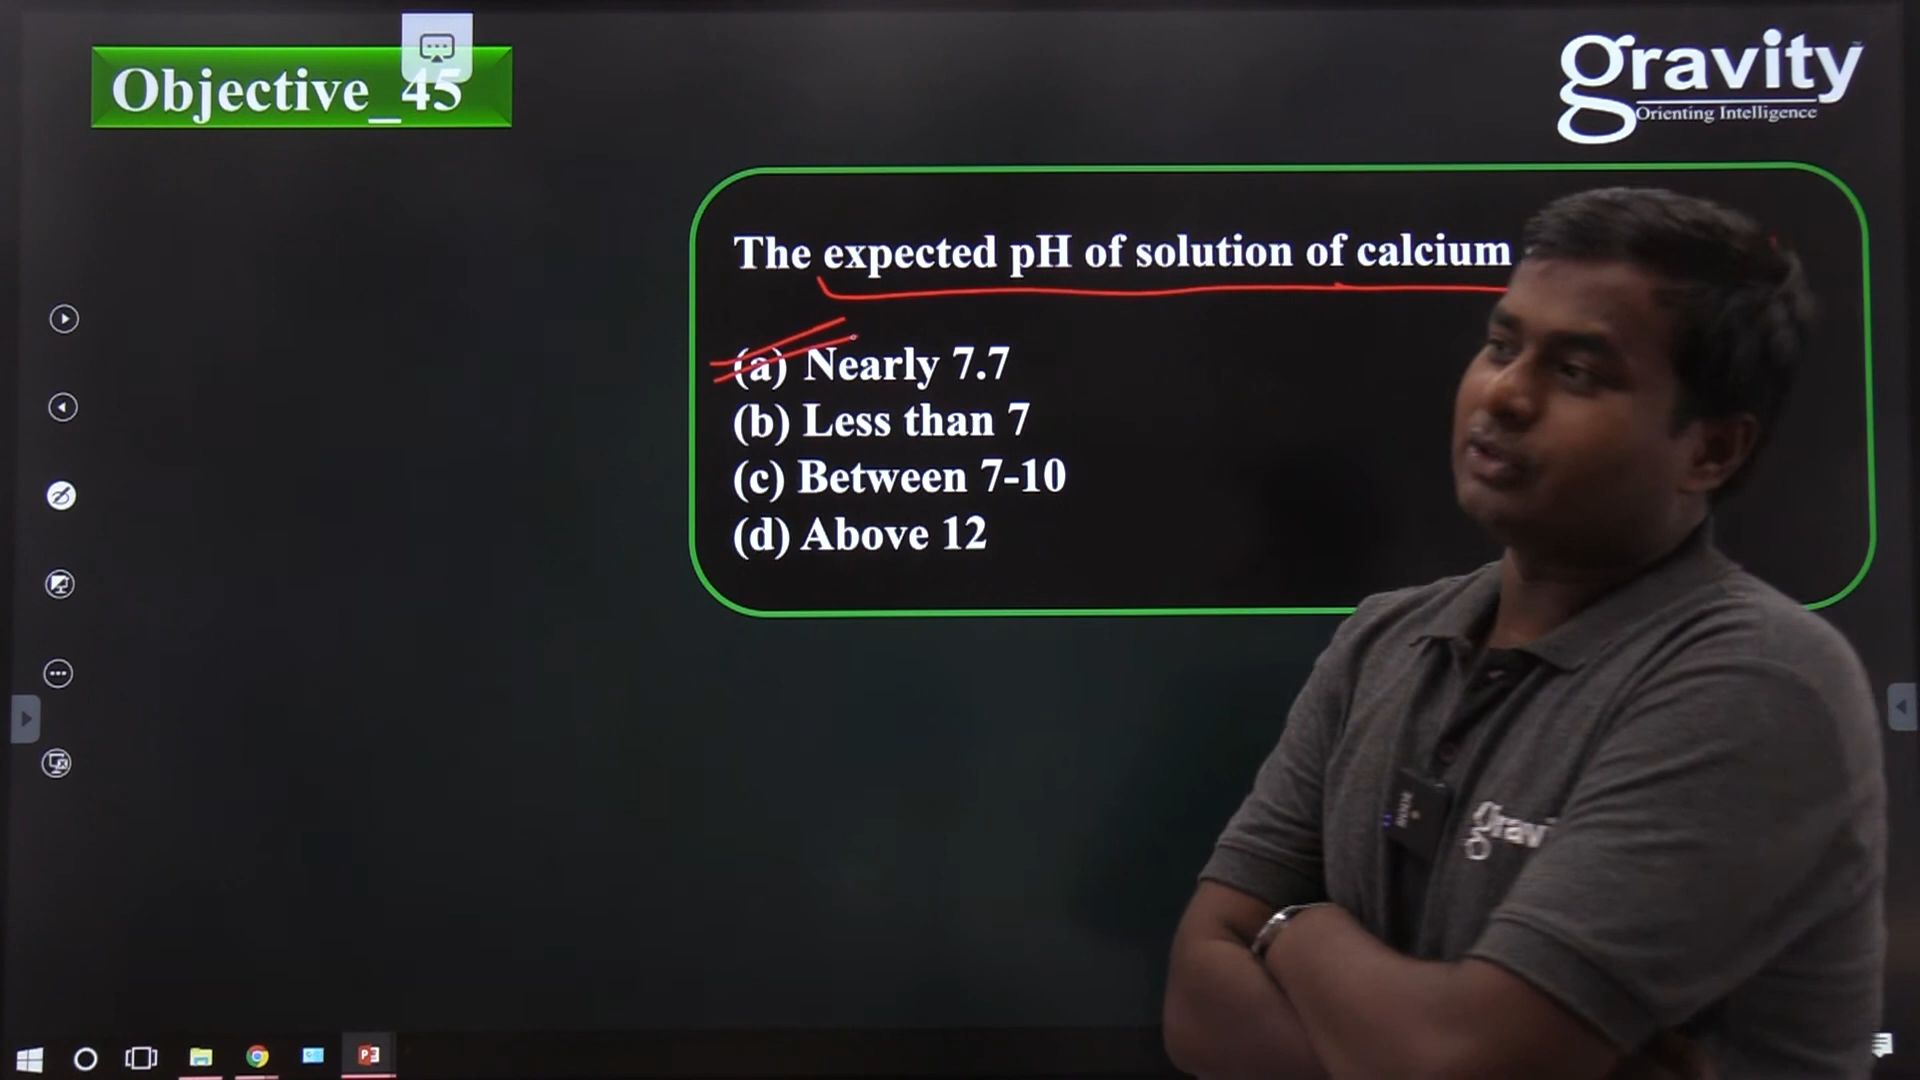 Objective_45
gravity
Orienting Intelligence
The expected pH of solution of calcium
(a) Nearly 7.7
(b) Less than 7
(c) Between 7-10
(d) Above 12